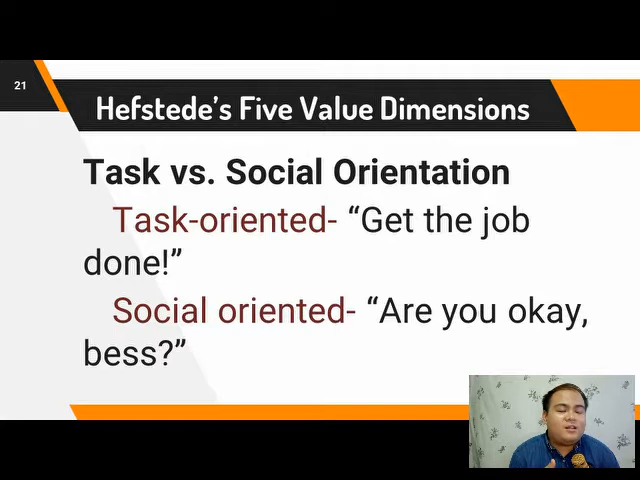 21
Hefstede's Five Value Dimensions
Task vs. Social Orientation
Task-oriented- “Get the job
done!”
Social oriented- “Are you okay,
bess?”